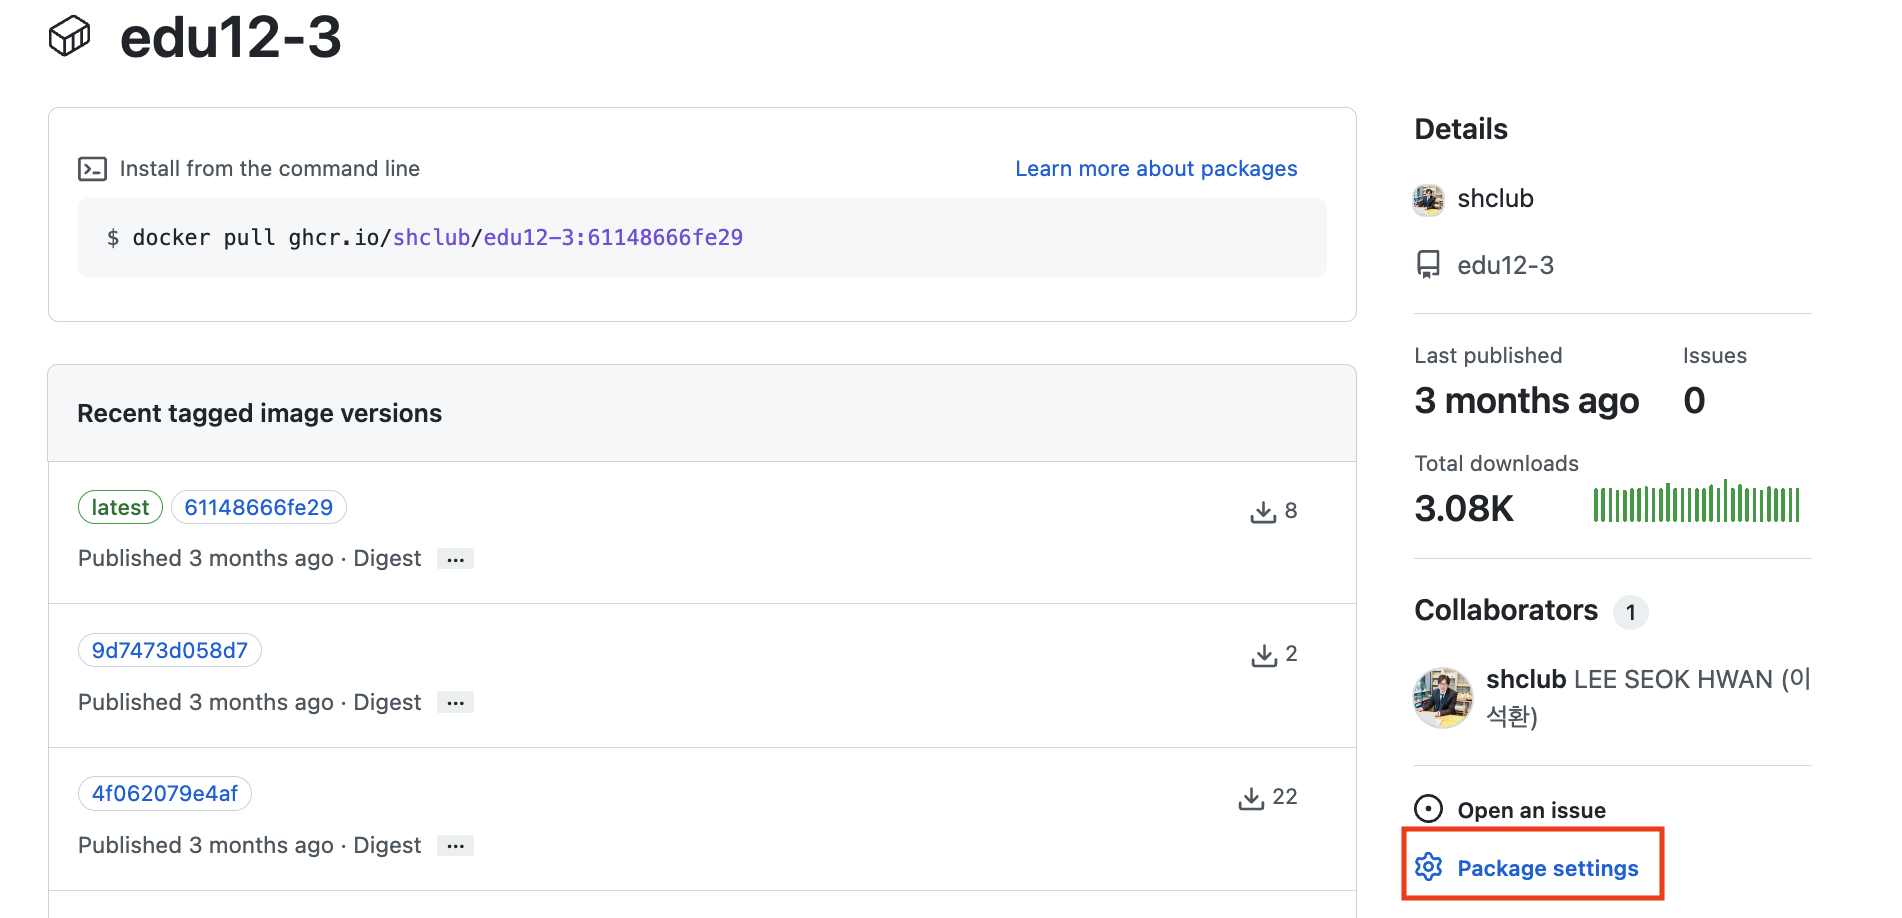 edu12-3
Install from the command line
Learn more about packages
$ docker pull ghcr.io/shclub/edu12-3:61148666fe29
Recent tagged image versions
latest 61148666fe29
8
Published 3 months ago · Digest ...
9d7473d058d7
2
Published 3 months ago · Digest ...
4f062079e4af
22
Published 3 months ago · Digest ...
Details
shclub
edu12-3
Last published
Issues
3 months ago
0
Total downloads
3.08K
Collaborators 1
shclub LEE SEOK HWAN (이
석환)
Open an issue
Package settings